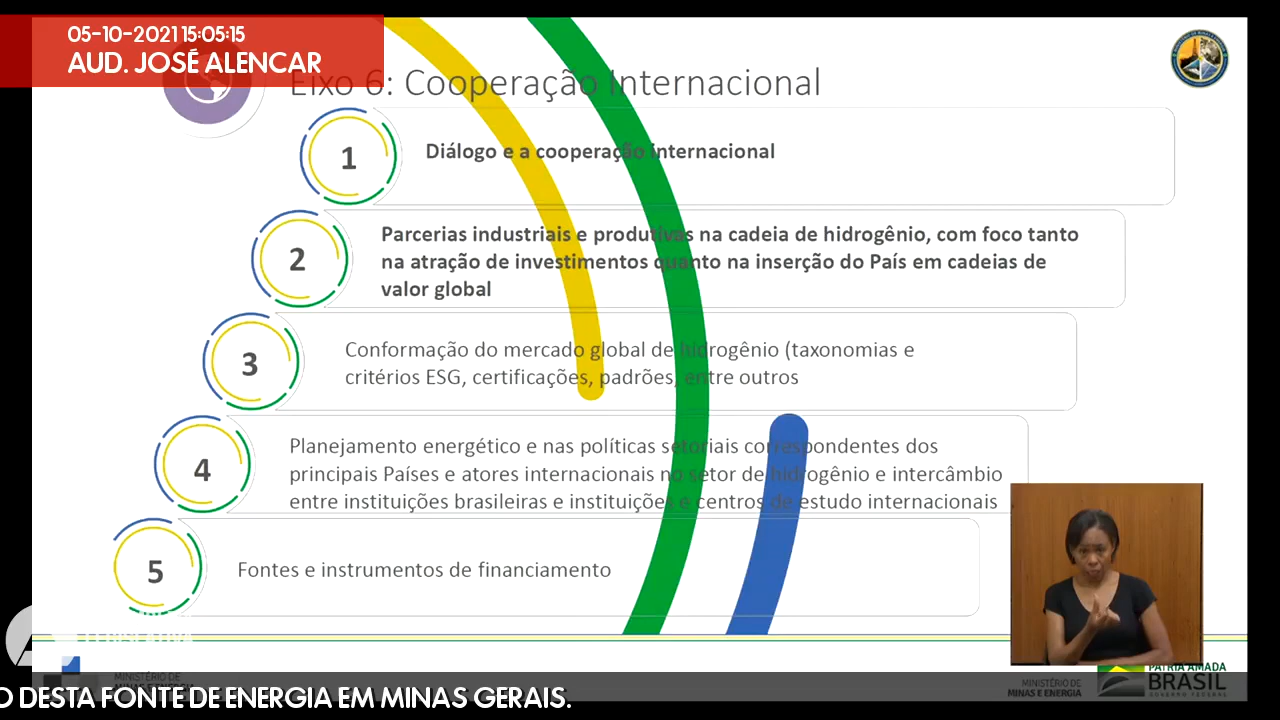 05-10-2021 15:05:15
AUD. JOSÉ ALENCAR
Eixo 6: Cooperação Internacional
1
Diálogo e a cooperação internacional
2
Parcerias industriais e produtivas na cadeia de hidrogênio, com foco tanto
na atração de investimentos quanto na inserção do País em cadeias de
valor global
3
Conformação do mercado global de hidrogênio (taxonomias e
critérios ESG, certificações, padrões, entre outros
4
Planejamento energético e nas políticas setoriais correspondentes dos
principais Países e atores internacionais no setor de hidrogênio e intercâmbio
entre instituições brasileiras e instituições e centros de estudo internacionais .
5
Fontes e instrumentos de financiamento
MINISTÉRIO DE
MINAS E ENERGIA
MINISTÉRIO DE
MINAS E ENERGIA
PÁTRIA AMADA
BRASIL
GOVERNO FEDERAL
O DESTA FONTE DE ENERGIA EM MINAS GERAIS.